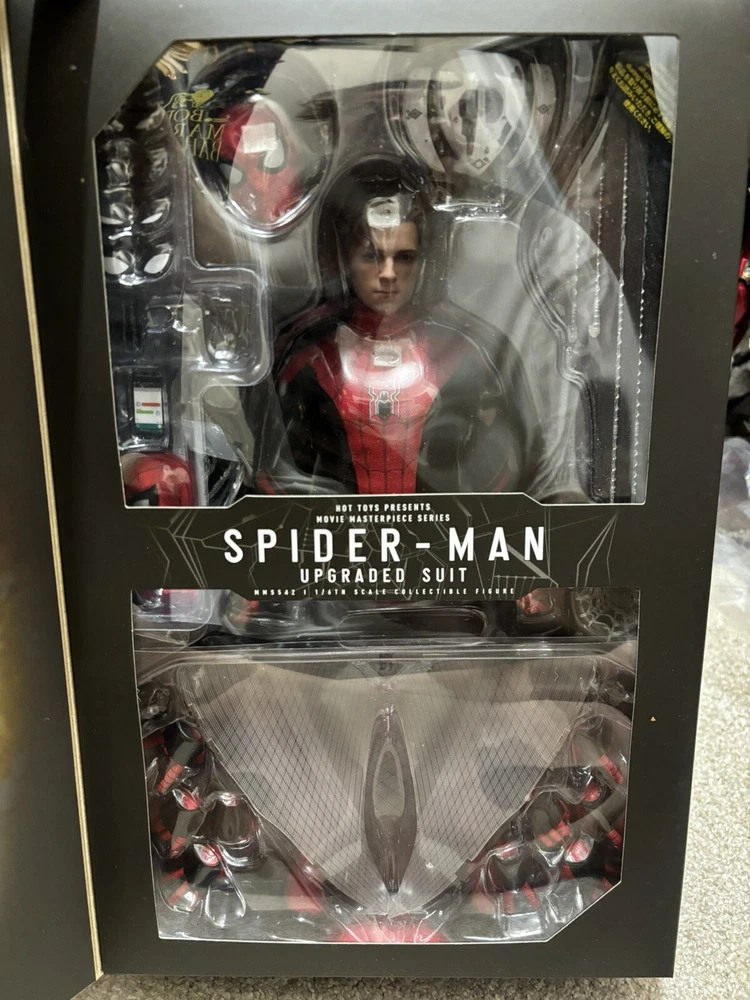 HOT TOYS PRESENTS
MOVIE MASTERPIECE SERIES
SPIDER-MAN
UPGRADED SUIT
MMS542 | 1/6TH SCALE COLLECTIBLE FIGURE